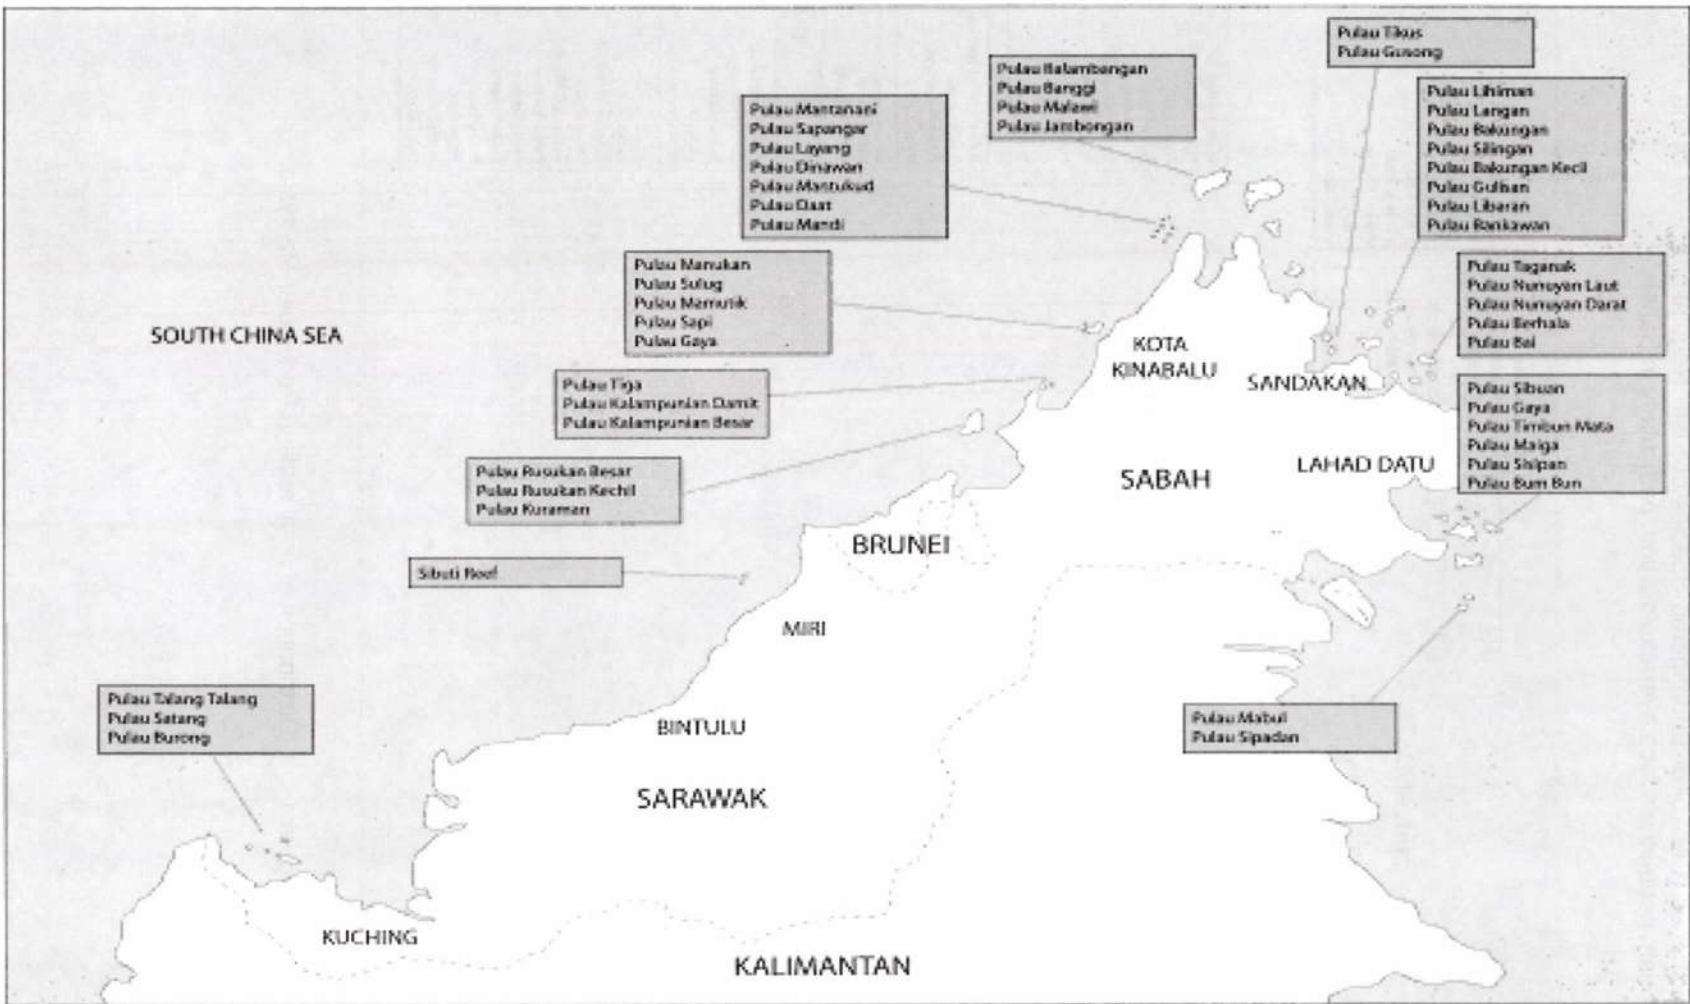 Pulau Tikus
Pulau Gusong
Pulau Balambangan
Pulau Banggi
Pulau Malawi
Pulau Jambongan
Pulau Lihiman
Pulau Langan
Pulau Bakungan
Pulau Silingan
Pulau Bakungan Kecil
Pulau Gulisan
Pulau Libaran
Pulau Bankawan
Pulau Mantanani
Pulau Sapangar
Pulau Layang
Pulau Dinawan
Pulau Mantukud
Pulau Daat
Pulau Mandi
Pulau Manukan
Pulau Sulug
Pulau Mamutik
Pulau Sapi
Pulau Gaya
Pulau Taganak
Pulau Nunuyan Laut
Pulau Nunuyan Darat
Pulau Berhala
Pulau Bai
SOUTH CHINA SEA
KOTA
KINABALU
SANDAKAN
Pulau Tiga
Pulau Kalampunian Damit
Pulau Kalampunian Besar
Pulau Sibuan
Pulau Gaya
Pulau Timbun Mata
Pulau Maiga
Pulau
Pulau Bum Bun
LAHAD DATU
SABAH
Pulau Rusukan Besar
Pulau Rusukan Kechil
Pulau Kuraman
BRUNEI
Sibuti Reef
MIRI
Pulau Talang Talang
Pulau Satang
Pulau Burong
Pulau Mabul
Pulau Sipadan
BINTULU
SARAWAK
KUCHING
KALIMANTAN